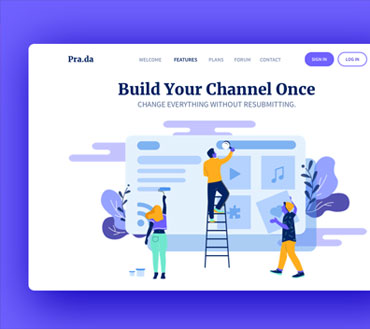 Pra.da WELCOME FEATURES PLANS FORUM CONTACT SIGN IN LOG IN
Build Your Channel Once
CHANGE EVERYTHING WITHOUT RESUBMITTING.